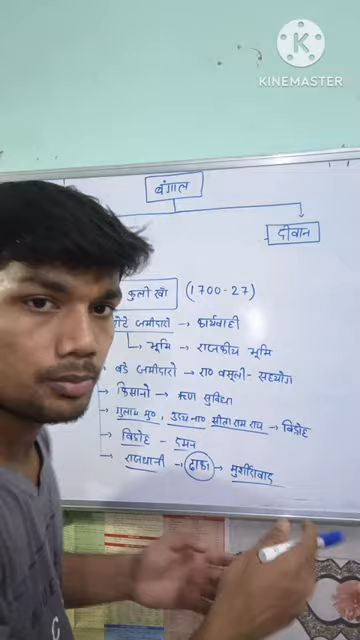 K
KINEMASTER
बंगाल
दीवान
कुली खाँ (1700-27)
छोटे जमींदारो → कार्यवाही
भूमि → राजकीय भूमि
बडे जमींदारो → रा० वसूली - सहयोग
किसानो → ऋण सुविधा
गुलाम मु०, उदय ना० सीता राम राय → विद्रोह
विद्रोह - दमन
राजधानी → ढाका → मुर्शीदाबाद